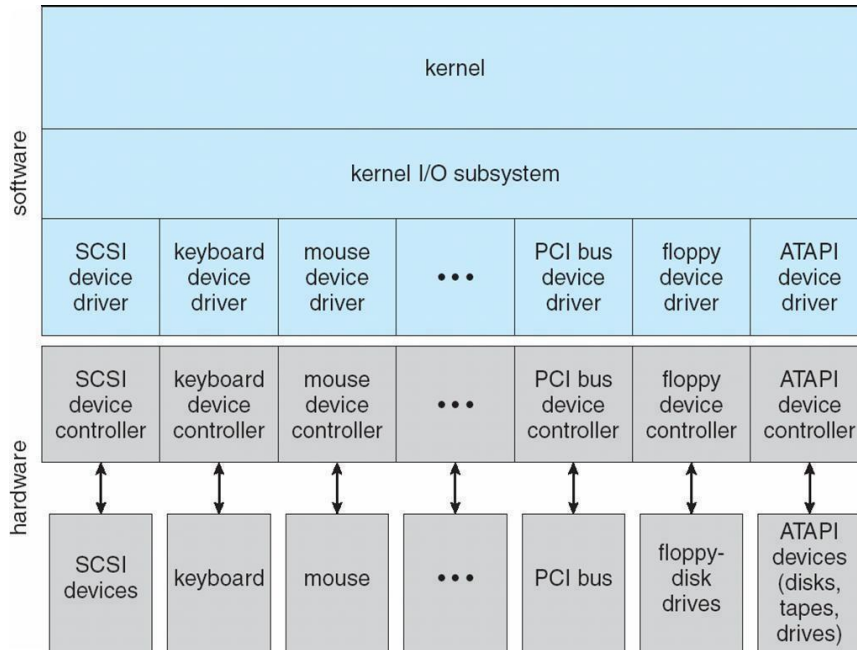 software
kernel
kernel I/O subsystem
SCSI
device
driver
keyboard
device
driver
mouse
device
driver
•••
PCI bus
device
driver
floppy
device
driver
ATAPI
device
driver
hardware
SCSI
device
controller
keyboard
device
controller
mouse
device
controller
•••
PCI bus
device
controller
floppy
device
controller
ATAPI
device
controller
SCSI
devices
keyboard
mouse
•••
PCI bus
floppy-
disk
drives
ATAPI
devices
(disks,
tapes,
drives)